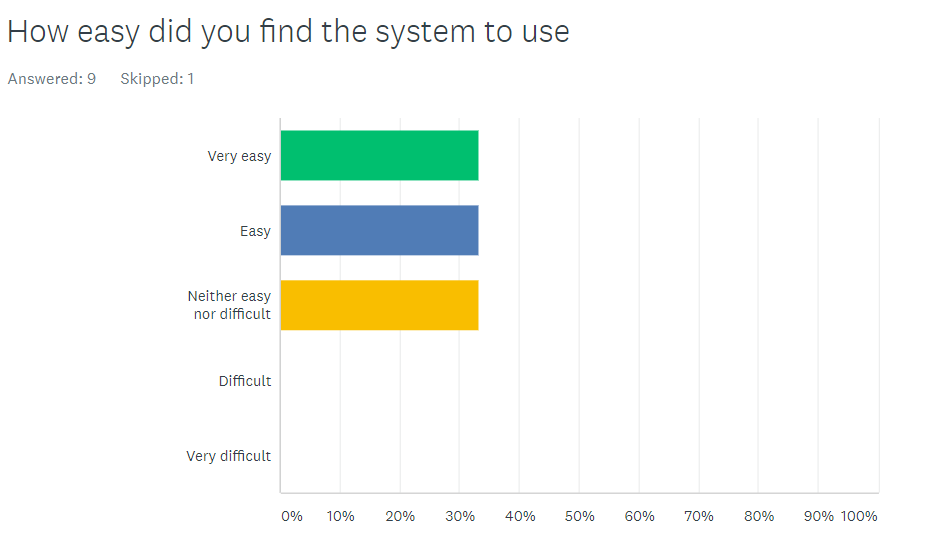 How easy did you find the system to use
Answered: 9 Skipped: 1
Very easy
Easy
Neither easy
nor difficult
Difficult
Very difficult
0% 10% 20% 30% 40% 50% 60% 70% 80% 90% 100%